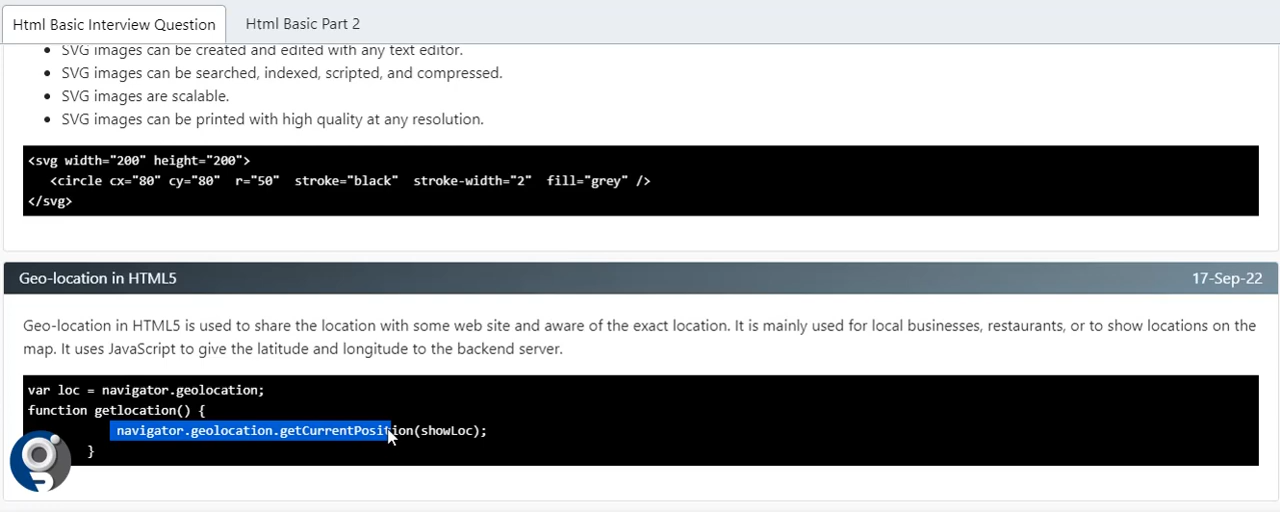 Html Basic Interview Question
Html Basic Part 2
SVG images can be created and edited with any text editor.
SVG images can be searched, indexed, scripted, and compressed.
SVG images are scalable.
SVG images can be printed with high quality at any resolution.
<svg width="200" height="200">
<circle cx="80" cy="80" r="50" stroke="black" stroke-width="2" fill="grey" />
</svg>
Geo-location in HTML5
17-Sep-22
Geo-location in HTML5 is used to share the location with some web site and aware of the exact location. It is mainly used for local businesses, restaurants, or to show locations on the
map. It uses JavaScript to give the latitude and longitude to the backend server.
var loc = navigator.geolocation;
function getlocation() {
navigator.geolocation.getCurrentPosition(showLoc);
}